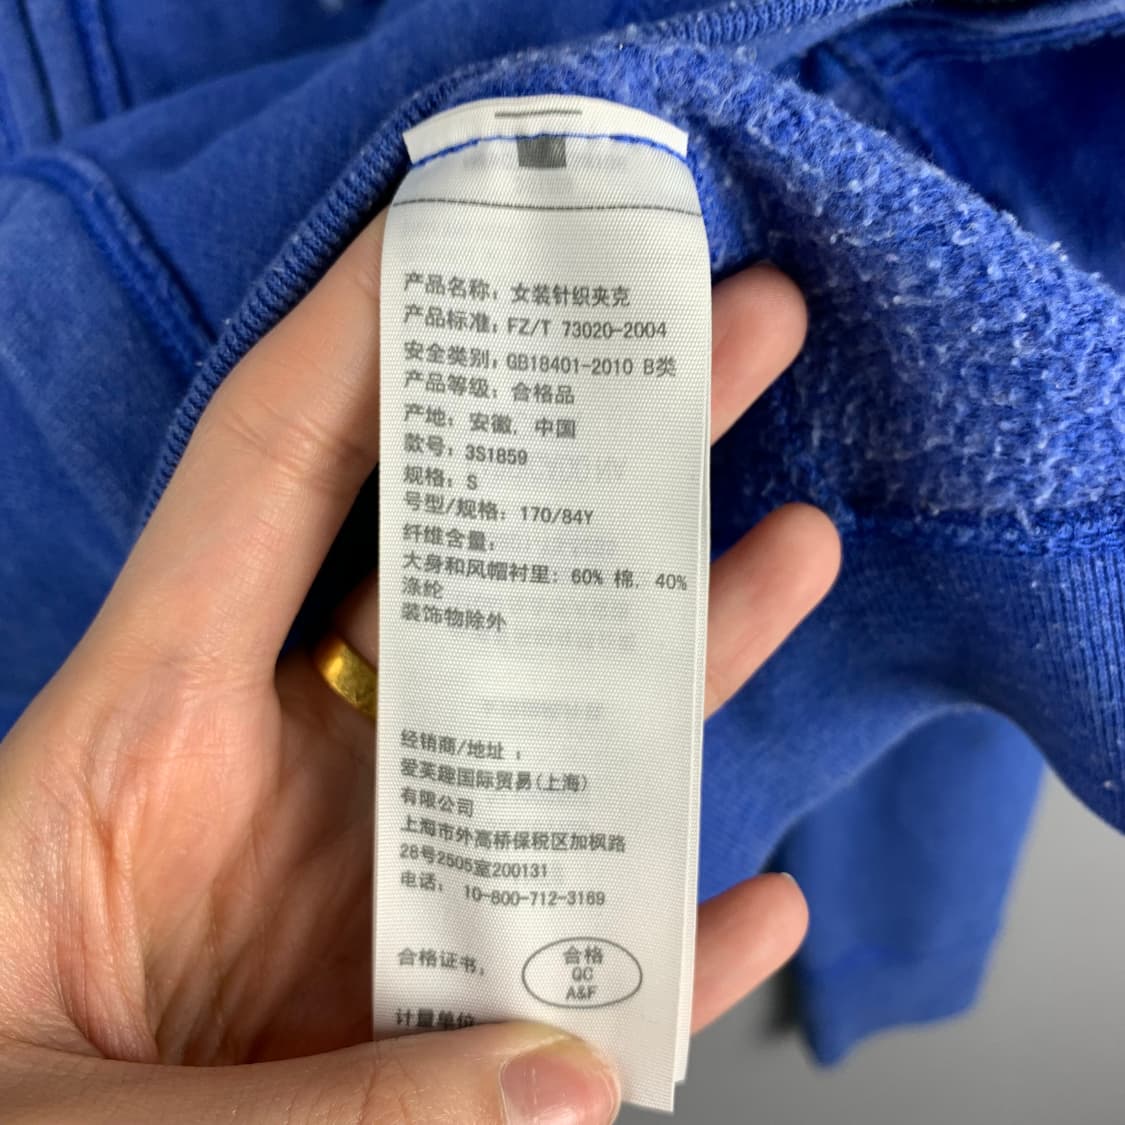 产品名称: 女装针织夹克
产品标准: FZ/T 73020-2004
安全类别: GB18401-2010 B类
产品等级: 合格品
产地: 安徽, 中国
款号: 3S1859
规格: S
号型/规格: 170/84Y
纤维含量:
大身和风帽衬里: 60% 棉, 40%
涤纶
装饰物除外
经销商/地址 :
爱芙趣国际贸易(上海)
有限公司
上海市外高桥保税区加枫路
28号2505室200131
电话: 10-800-712-3169
合格证书:
合格
QC
A&F
计量单位